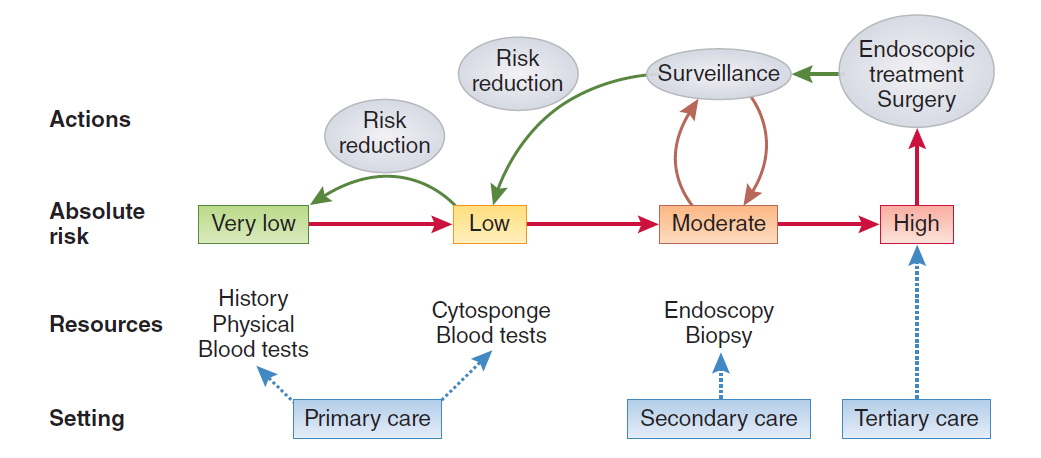 Actions
Risk
reduction
Risk
reduction
Surveillance
Endoscopic
treatment
Surgery
Absolute
risk
Very low
Low
Moderate
High
Resources
History
Physical
Blood tests
Cytosponge
Blood tests
Endoscopy
Biopsy
Setting
Primary care
Secondary care
Tertiary care